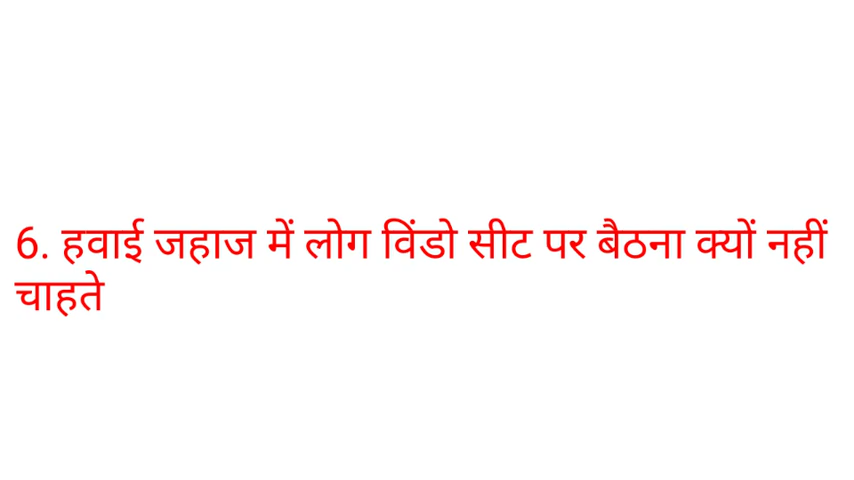 6. हवाई जहाज में लोग विंडो सीट पर बैठना क्यों नहीं
चाहते